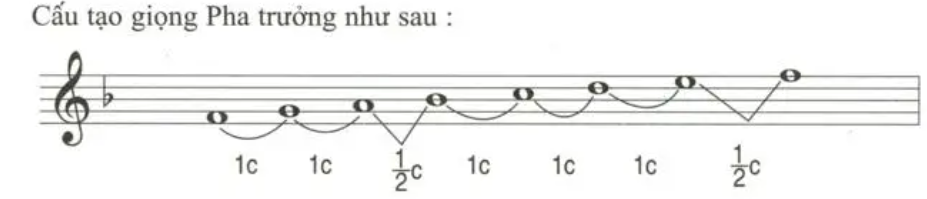 Cấu tạo giọng Pha trưởng như sau :
1c 1c ½c 1c 1c 1c ½c